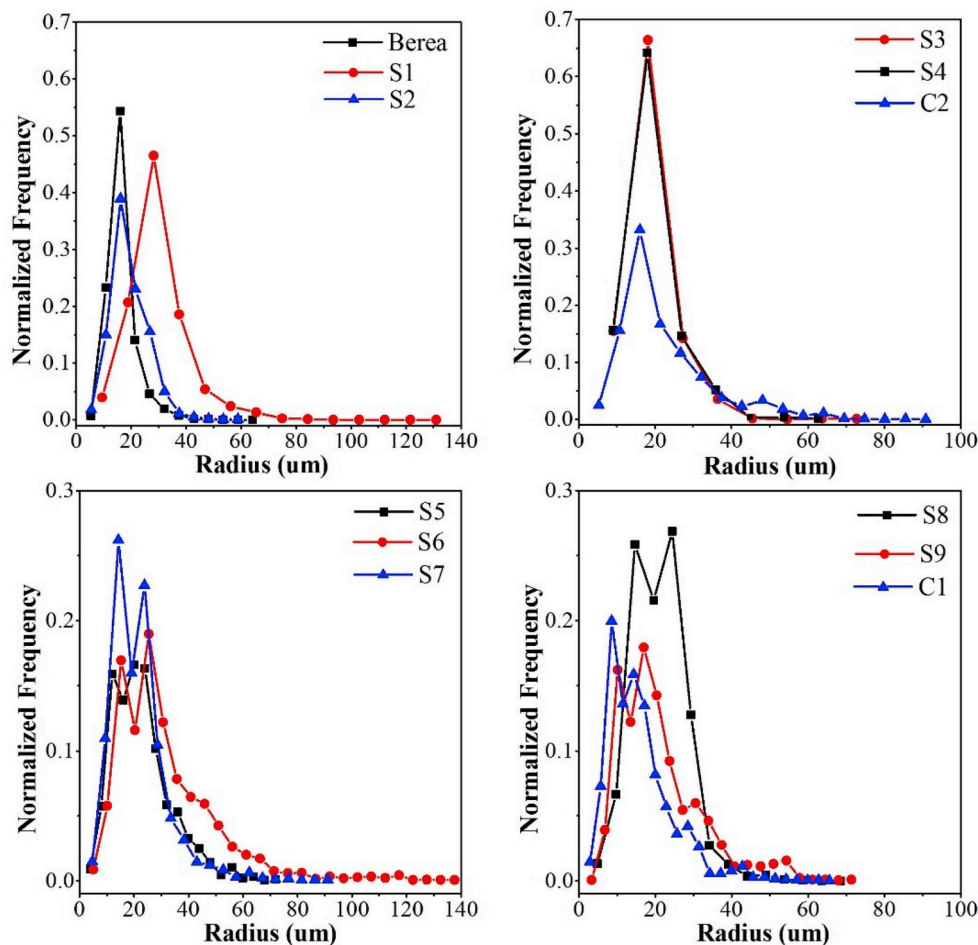 0.7
0.6
0.5
0.4
0.3
0.2
0.1
0.0
Normalized Frequency
Berea
S1
S2
0 20 40 60 80 100 120 140
Radius (um)
0.7
0.6
0.5
0.4
0.3
0.2
0.1
0.0
Normalized Frequency
S3
S4
C2
0 20 40 60 80 100
Radius (um)
0.3
0.2
0.1
0.0
Normalized Frequency
S5
S6
S7
0 20 40 60 80 100 120 140
Radius (um)
0.3
0.2
0.1
0.0
Normalized Frequency
S8
S9
C1
0 20 40 60 80 100
Radius (um)